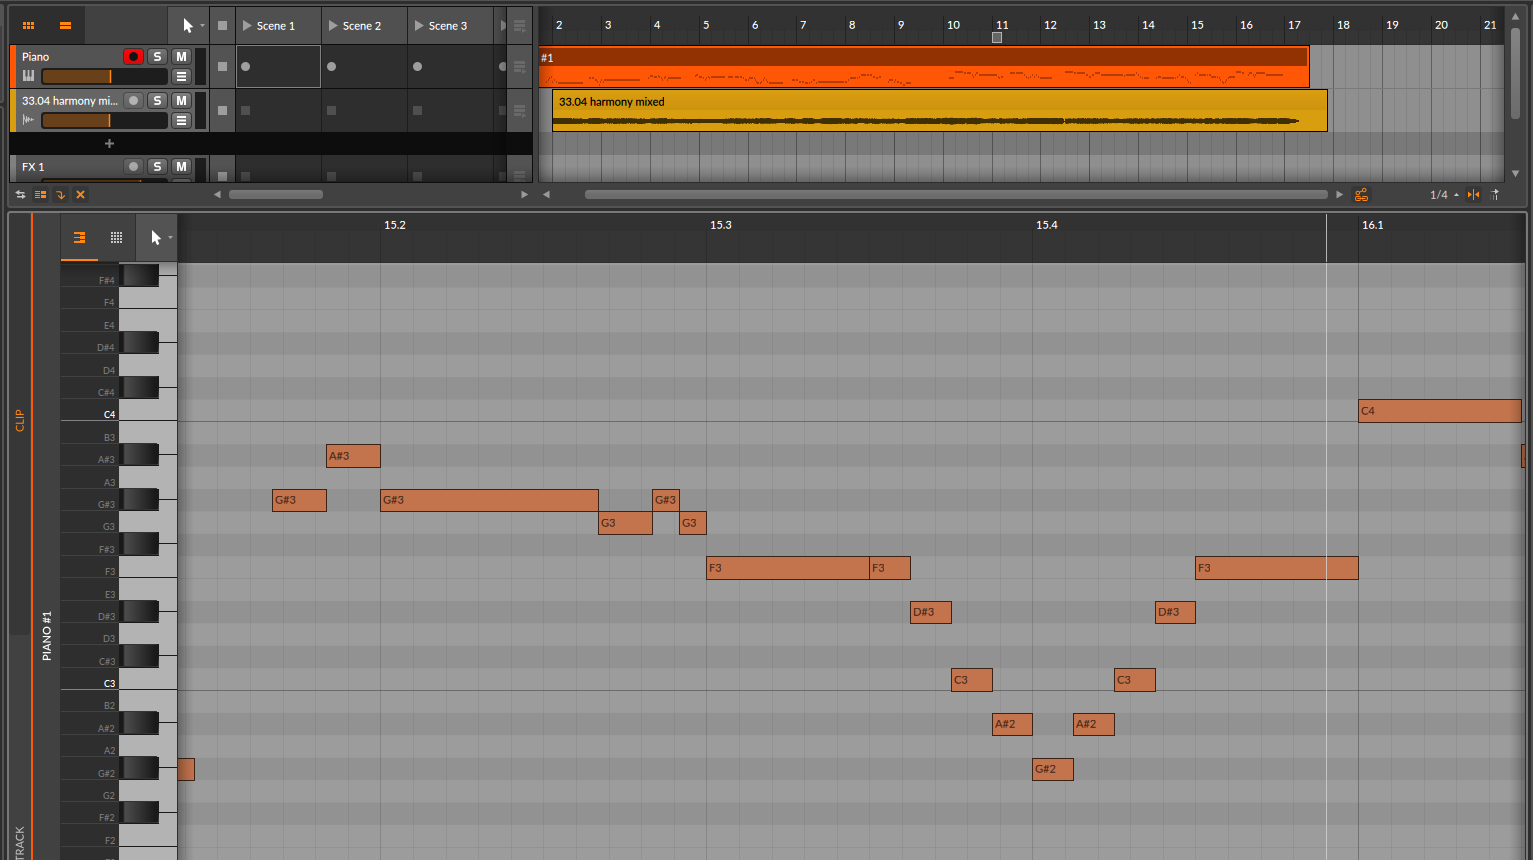 Scene 1 Scene 2 Scene 3
2 3 4 5 6 7 8 9 10 11 12 13 14 15 16 17 18 19 20 21
Piano S M
#1
33.04 harmony mi... S M
33.04 harmony mixed
+
FX 1 S M
1/4
15.2 15.3 15.4 16.1
CLIP
PIANO #1
TRACK
F#4
F4
E4
D#4
D4
C#4
C4 C4
B3
A#3 A#3
A3
G#3 G#3 G#3 G#3
G3 G3 G3
F#3
F3 F3 F3 F3
E3
D#3 D#3 D#3
D3
C#3
C3 C3 C3
B2
A#2 A#2 A#2
A2
G#2 G#2
G2
F#2
F2